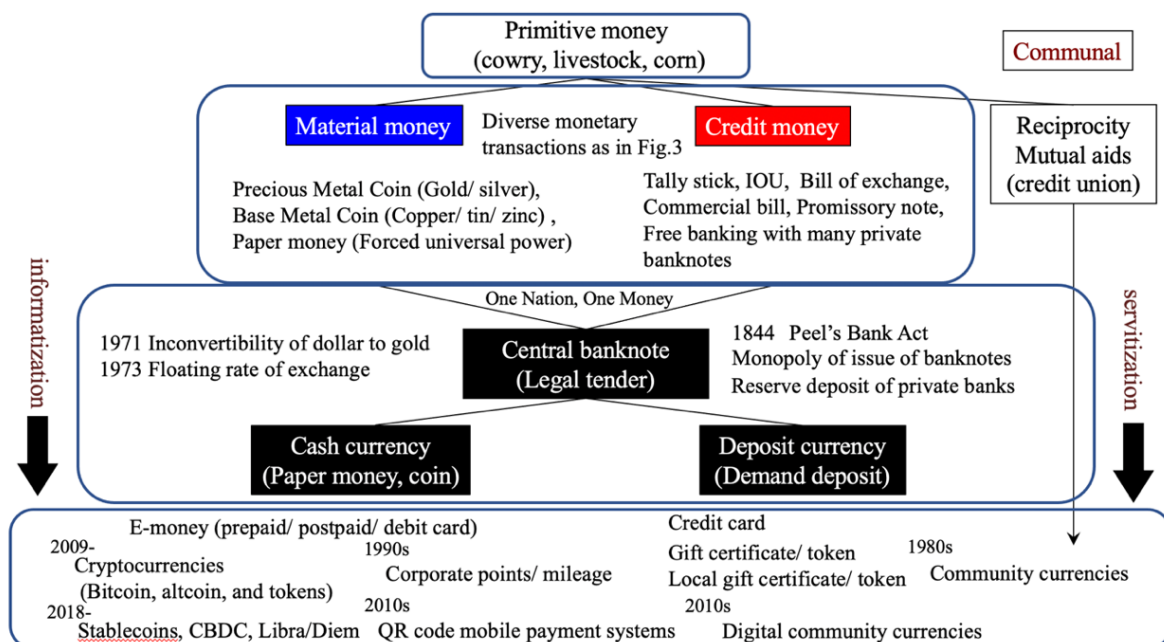 Primitive money
(cowry, livestock, corn)
Communal
Material money
Diverse monetary
transactions as in Fig.3
Credit money
Reciprocity
Mutual aids
(credit union)
Precious Metal Coin (Gold/ silver),
Base Metal Coin (Copper/ tin/ zinc) ,
Paper money (Forced universal power)
Tally stick, IOU, Bill of exchange,
Commercial bill, Promissory note,
Free banking with many private
banknotes
informatization
servitization
One Nation, One Money
1971 Inconvertibility of dollar to gold
1973 Floating rate of exchange
Central banknote
(Legal tender)
1844 Peel’s Bank Act
Monopoly of issue of banknotes
Reserve deposit of private banks
Cash currency
(Paper money, coin)
Deposit currency
(Demand deposit)
E-money (prepaid/ postpaid/ debit card)
2009-
Cryptocurrencies
(Bitcoin, altcoin, and tokens)
2018-
Stablecoins, CBDC, Libra/Diem
1990s
Corporate points/ mileage
2010s
QR code mobile payment systems
Credit card
Gift certificate/ token
Local gift certificate/ token
1980s
Community currencies
2010s
Digital community currencies